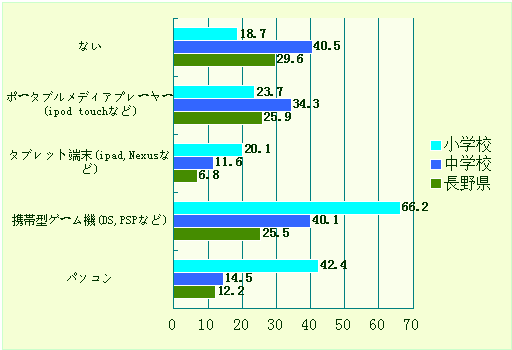 ない
18.7
40.5
29.6
ポータブルメディアプレーヤー
(ipod touchなど)
23.7
34.3
25.9
タブレット端末(ipad,Nexusな
ど)
20.1
11.6
6.8
携帯型ゲーム機(DS,PSPなど)
66.2
40.1
25.5
パソコン
42.4
14.5
12.2
0 10 20 30 40 50 60 70
小学校
中学校
長野県